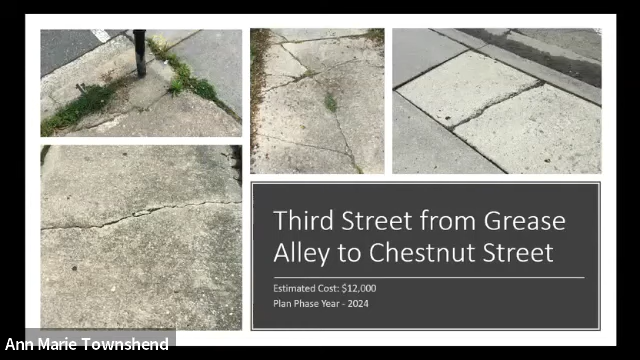 Third Street from Grease
Alley to Chestnut Street
Estimated Cost: $12,000
Plan Phase Year - 2024
Ann Marie Townshend